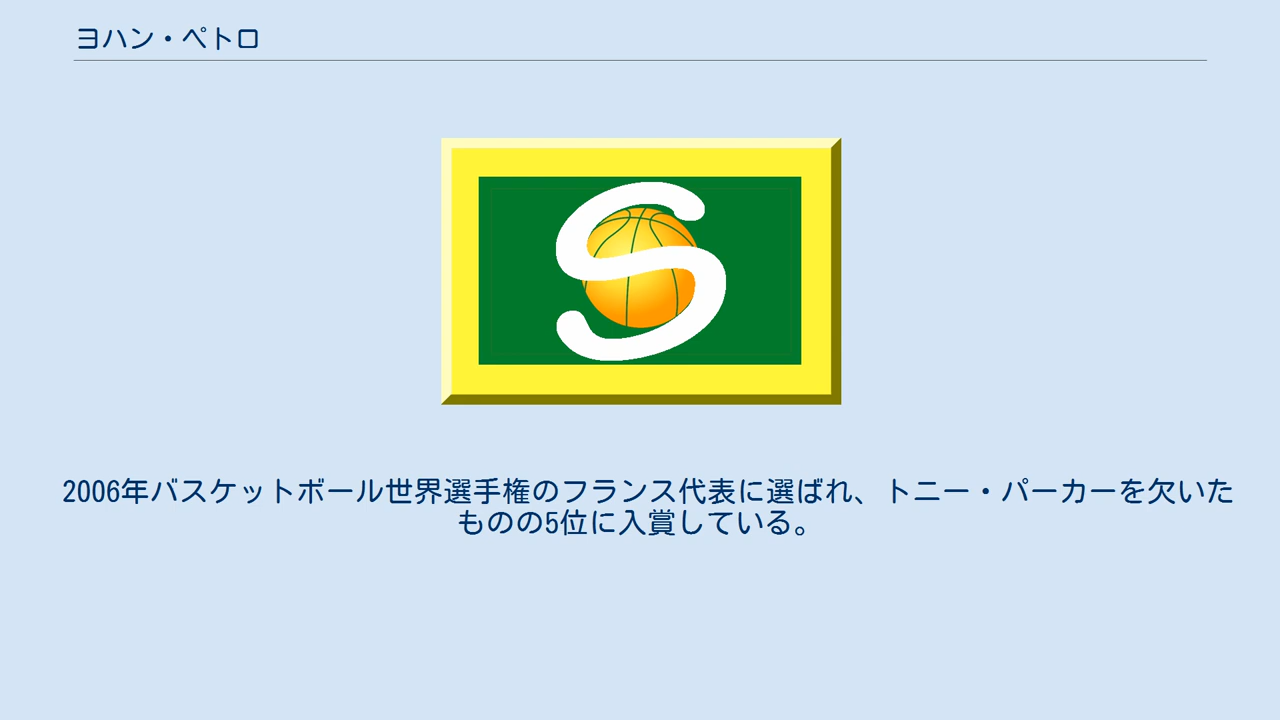 ヨハン・ペトロ
S
2006年バスケットボール世界選手権のフランス代表に選ばれ、トニー・パーカーを欠いた
ものの5位に入賞している。